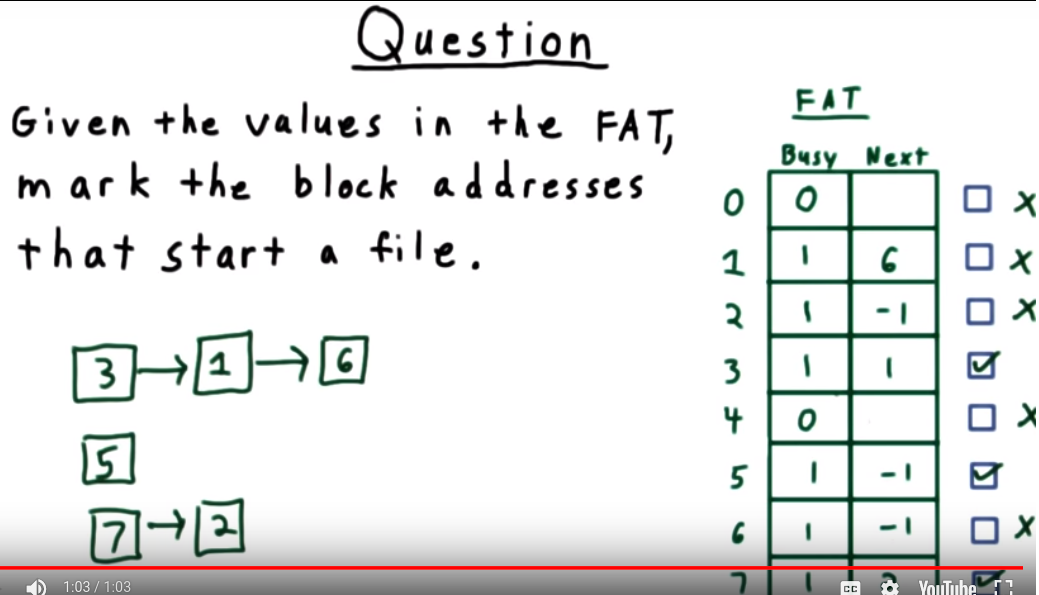 Question
Given the values in the FAT,
mark the block addresses
that start a file.
3 → 1 → 6
5
7 → 2
FAT
Busy Next
0 0 X
1 1 6 X
2 1 -1 X
3 1 1 ✓
4 0 X
5 1 -1 ✓
6 1 -1 X
7 1 ✓
1:03 / 1:03
CC
YouTube